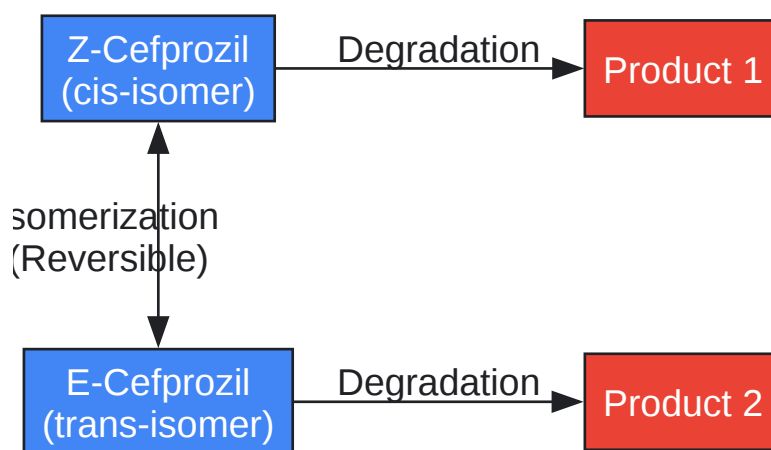 Z-Cefprozil
(cis-isomer)
Degradation
Product 1
somerization
(Reversible)
E-Cefprozil
(trans-isomer)
Degradation
Product 2